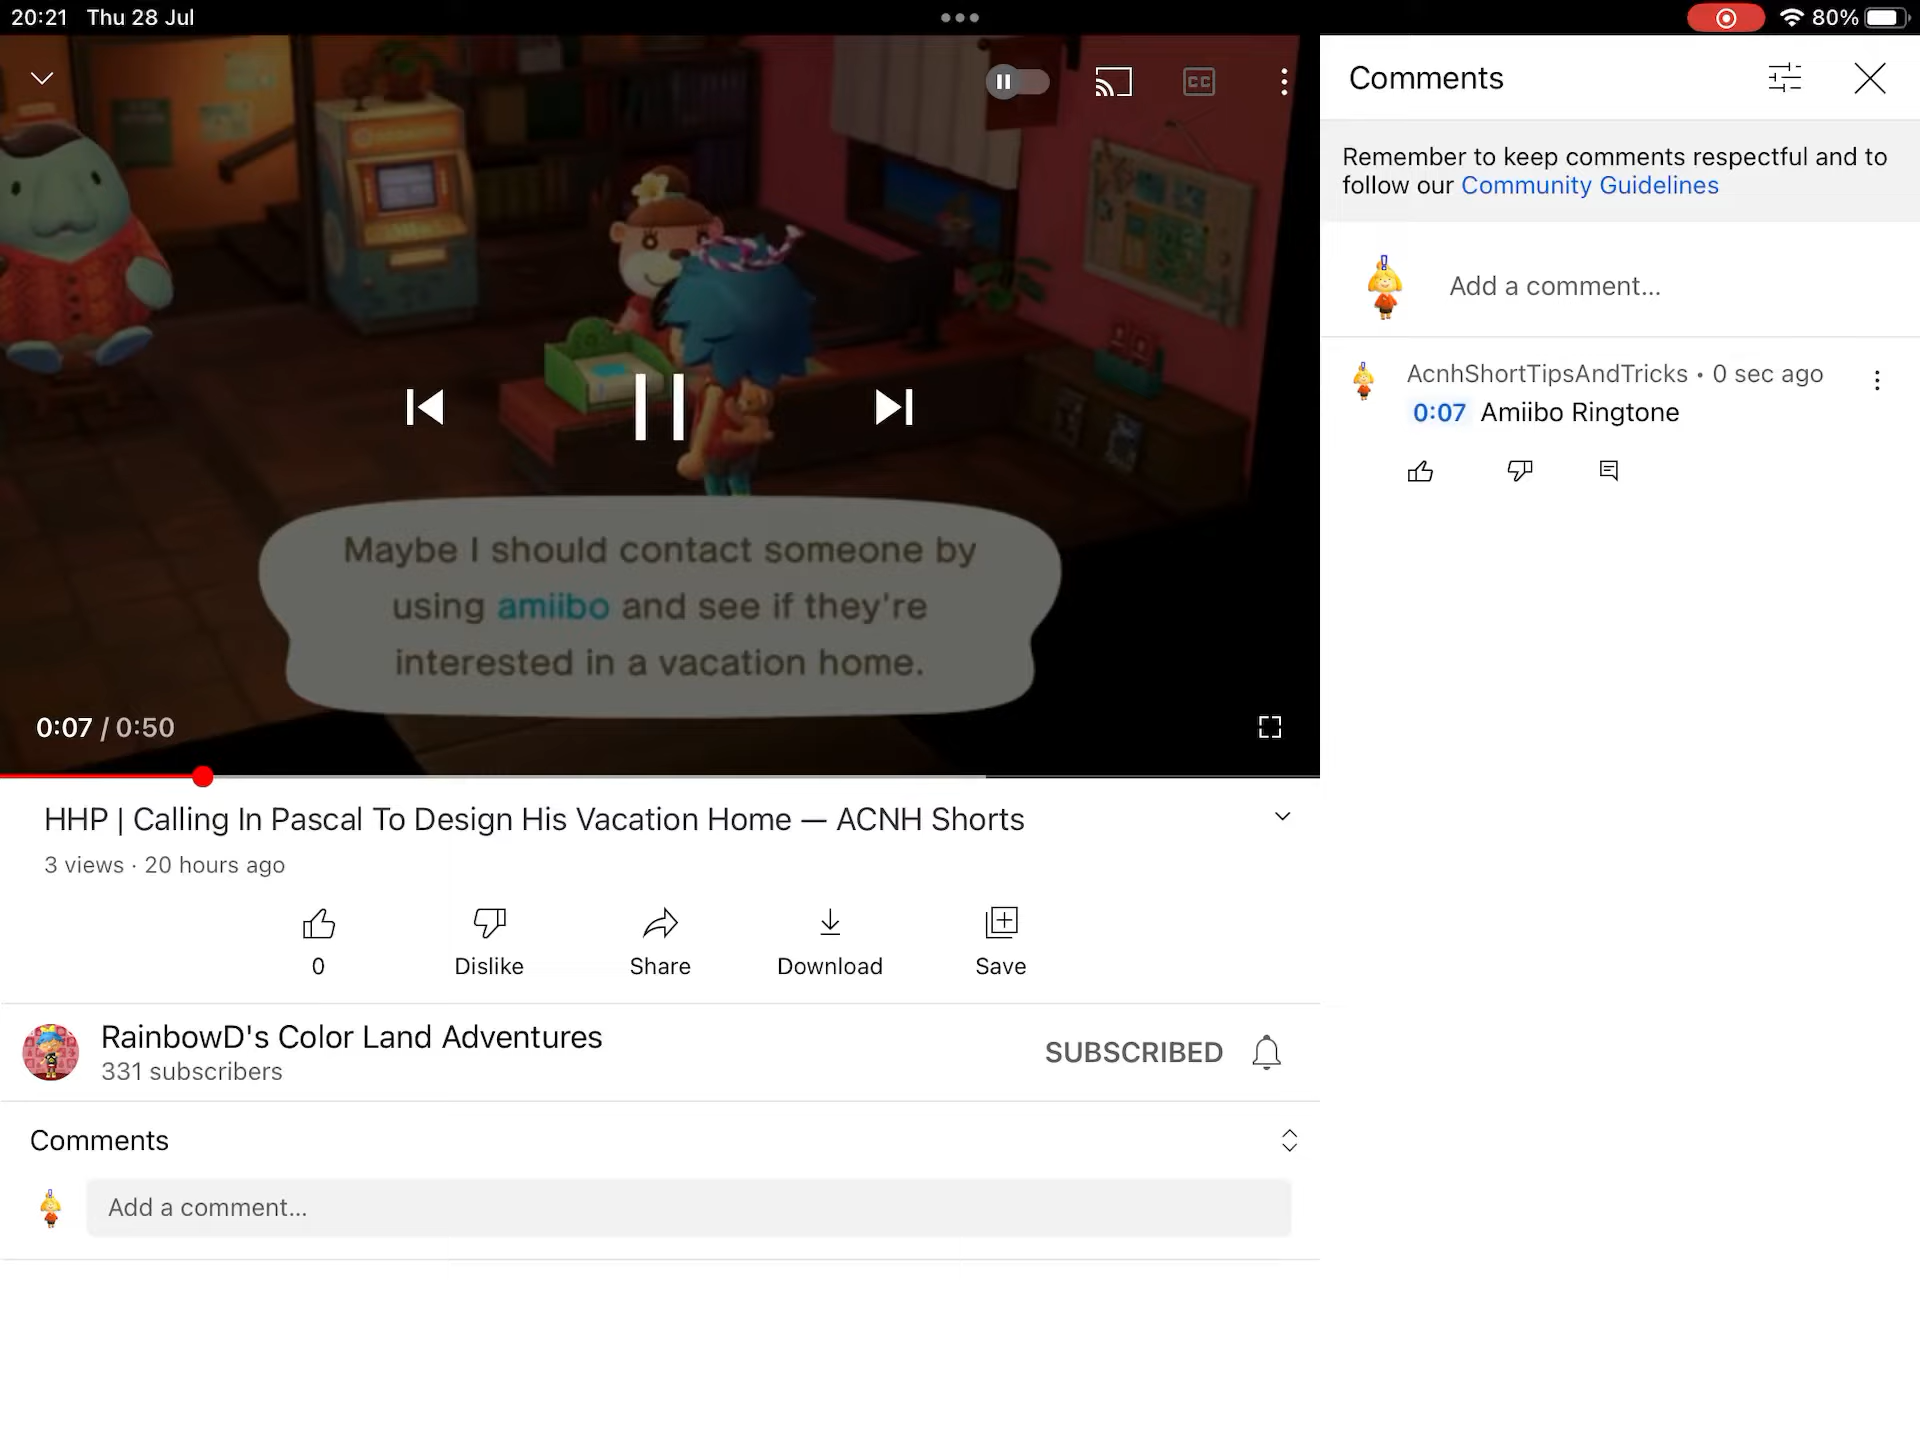 20:21 Thu 28 Jul
80%
CC
Maybe I should contact someone by
using amiibo and see if they're
interested in a vacation home.
0:07 / 0:50
HHP | Calling In Pascal To Design His Vacation Home — ACNH Shorts
3 views · 20 hours ago
0
Dislike
Share
Download
Save
RainbowD's Color Land Adventures
331 subscribers
SUBSCRIBED
Comments
Add a comment...
Comments
Remember to keep comments respectful and to
follow our Community Guidelines
Add a comment...
AcnhShortTipsAndTricks • 0 sec ago
0:07 Amiibo Ringtone